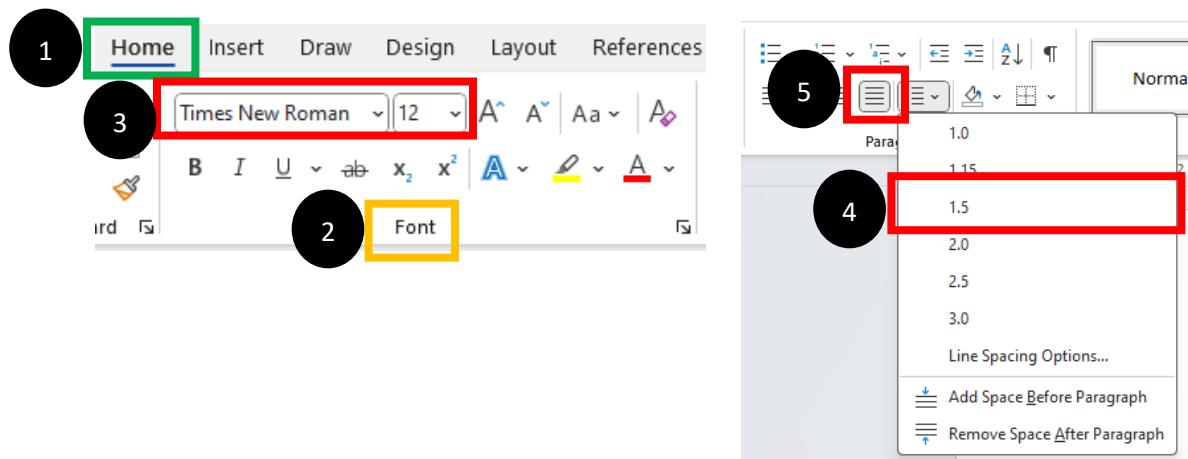 1
Home Insert Draw Design Layout References
3
Times New Roman 12 Aa
B I U ab x₂ x² A A
rd
2
Font
5
Norma
Para
1.0
1.15
4
1.5
2.0
2.5
3.0
Line Spacing Options...
Add Space Before Paragraph
Remove Space After Paragraph